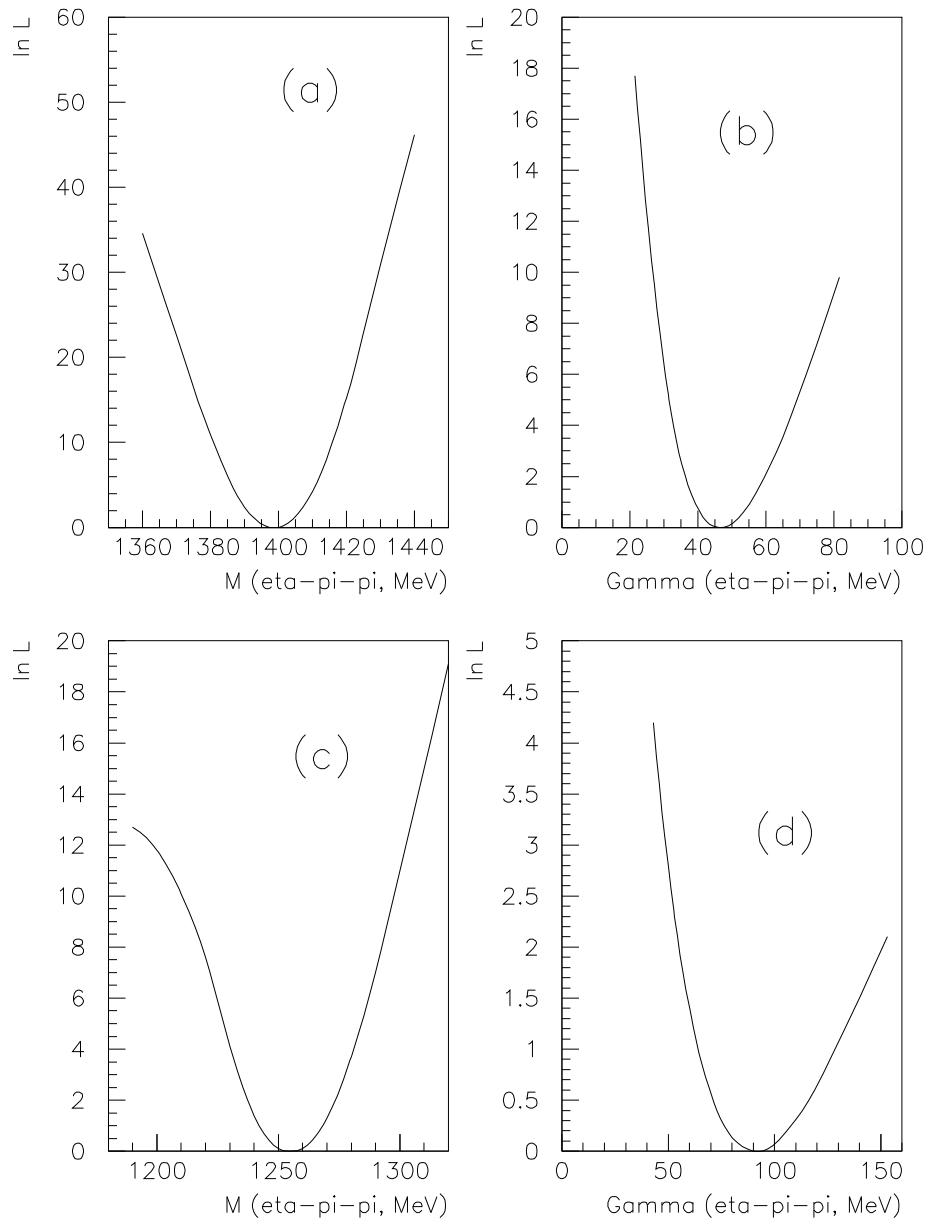 ln L
60
50
40
30
20
10
0
(a)
1360 1380 1400 1420 1440
M (eta-pi-pi, MeV)
ln L
20
18
16
14
12
10
8
6
4
2
0
(b)
0 20 40 60 80 100
Gamma (eta-pi-pi, MeV)
ln L
20
18
16
14
12
10
8
6
4
2
0
(c)
1200 1250 1300
M (eta-pi-pi, MeV)
ln L
5
4.5
4
3.5
3
2.5
2
1.5
1
0.5
0
(d)
0 50 100 150
Gamma (eta-pi-pi, MeV)